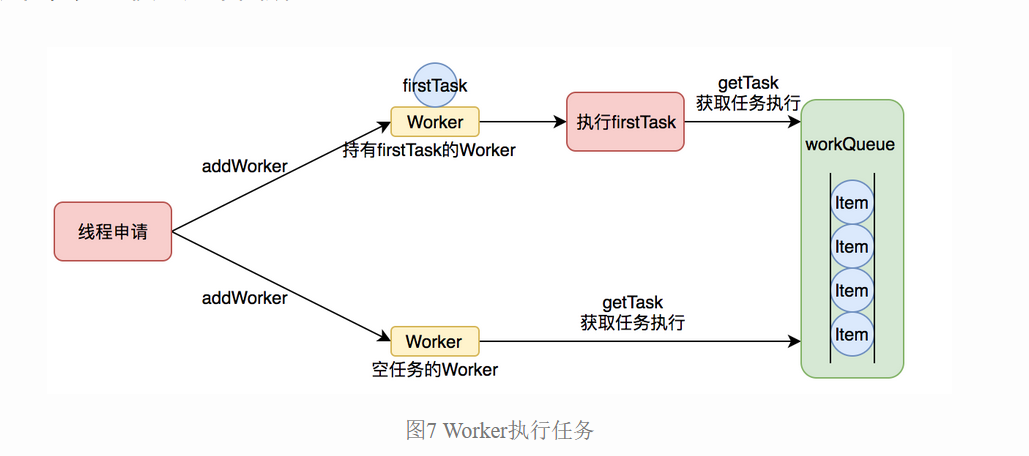 firstTask
getTask
获取任务执行
Worker
执行firstTask
持有firstTask的Worker
workQueue
addWorker
Item
线程申请
Item
Item
addWorker
getTask
获取任务执行
Item
Worker
空任务的Worker
图7 Worker执行任务